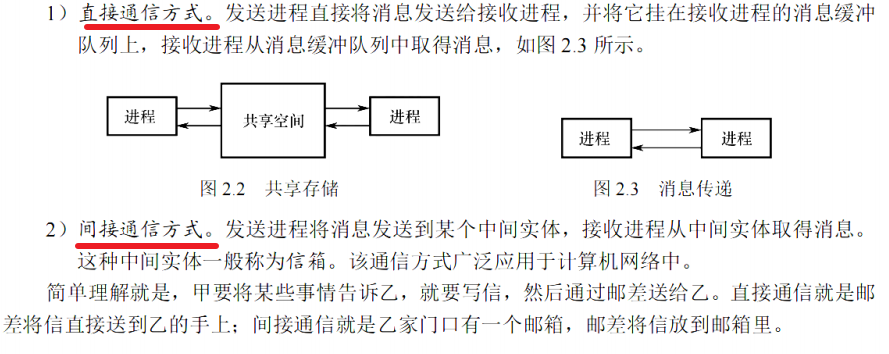 1）直接通信方式。发送进程直接将消息发送给接收进程，并将它挂在接收进程的消息缓冲
队列上，接收进程从消息缓冲队列中取得消息，如图 2.3 所示。
进程
共享空间
进程
进程
进程
图 2.2 共享存储
图 2.3 消息传递
2）间接通信方式。发送进程将消息发送到某个中间实体，接收进程从中间实体取得消息。
这种中间实体一般称为信箱。该通信方式广泛应用于计算机网络中。
简单理解就是，甲要将某些事情告诉乙，就要写信，然后通过邮差送给乙。直接通信就是邮
差将信直接送到乙的手上；间接通信就是乙家门口有一个邮箱，邮差将信放到邮箱里。